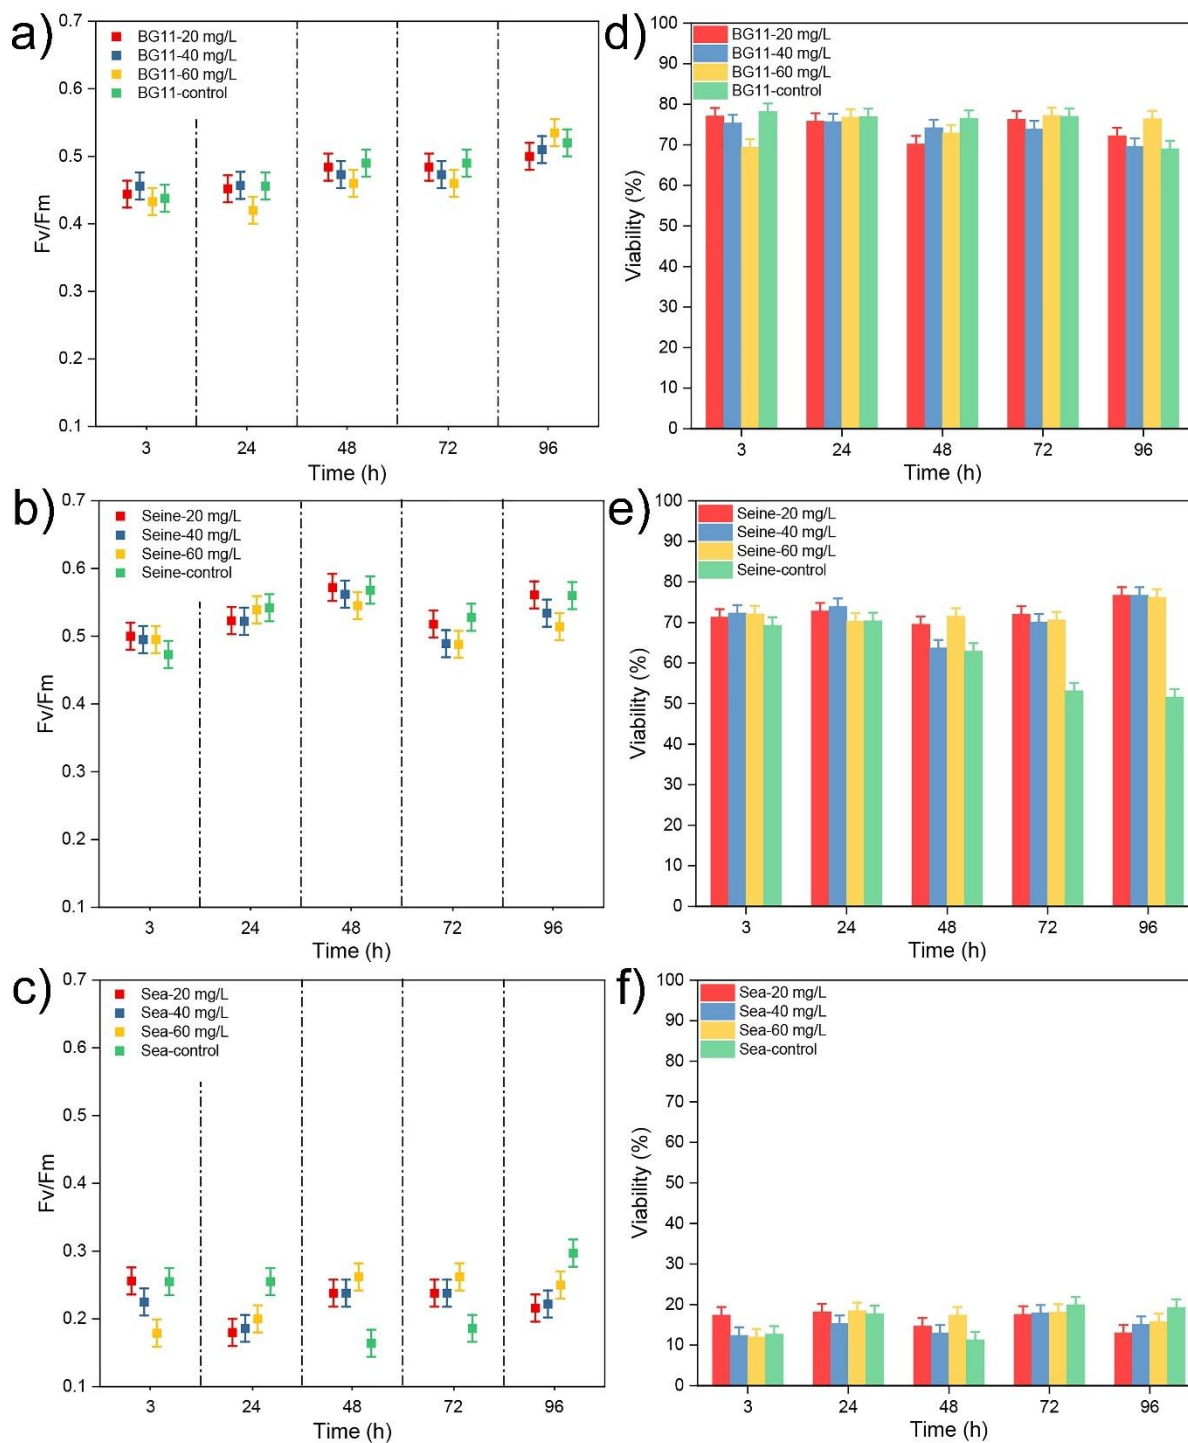 a)
0.7
0.6
0.5
0.4
0.3
0.2
0.1
Fv/Fm
BG11-20 mg/L
BG11-40 mg/L
BG11-60 mg/L
BG11-control
3 24 48 72 96
Time (h)
d)
100
90
80
70
60
50
40
30
20
10
0
Viability (%)
BG11-20 mg/L
BG11-40 mg/L
BG11-60 mg/L
BG11-control
3 24 48 72 96
Time (h)
b)
0.7
0.6
0.5
0.4
0.3
0.2
0.1
Fv/Fm
Seine-20 mg/L
Seine-40 mg/L
Seine-60 mg/L
Seine-control
3 24 48 72 96
Time (h)
e)
100
90
80
70
60
50
40
30
20
10
0
Viability (%)
Seine-20 mg/L
Seine-40 mg/L
Seine-60 mg/L
Seine-control
3 24 48 72 96
Time (h)
c)
0.7
0.6
0.5
0.4
0.3
0.2
0.1
Fv/Fm
Sea-20 mg/L
Sea-40 mg/L
Sea-60 mg/L
Sea-control
3 24 48 72 96
Time (h)
f)
100
90
80
70
60
50
40
30
20
10
0
Viability (%)
Sea-20 mg/L
Sea-40 mg/L
Sea-60 mg/L
Sea-control
3 24 48 72 96
Time (h)